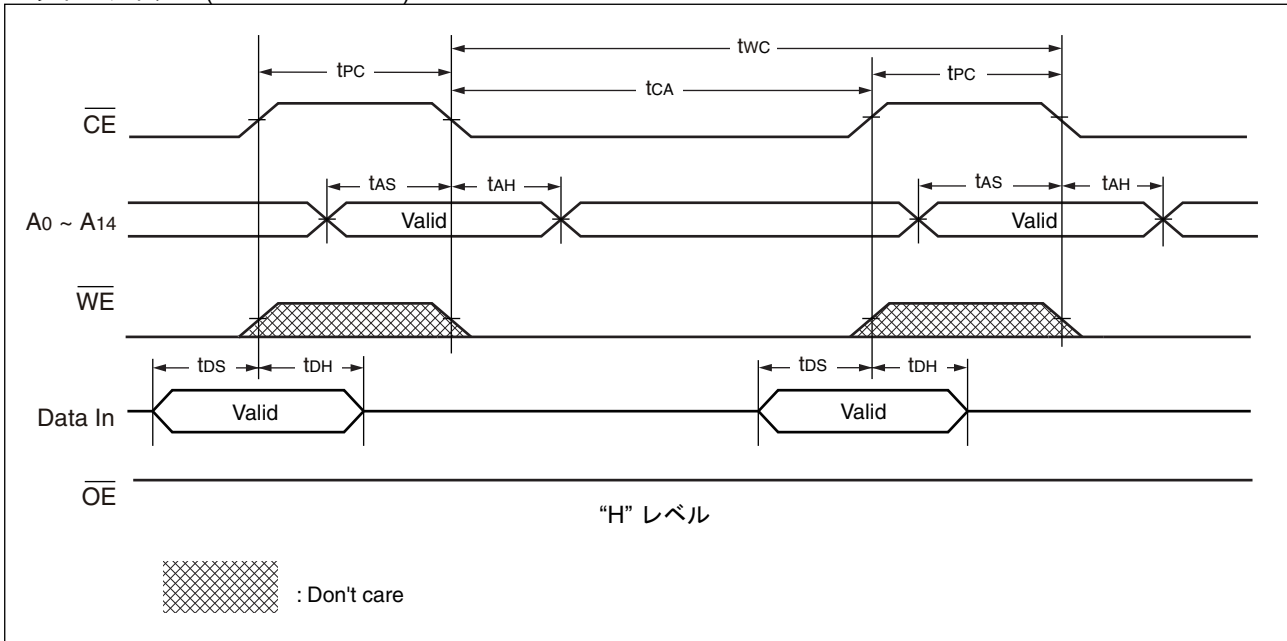 tWC
tPC tCA tPC
CE
tAS tAH tAS tAH
A0 ~ A14 Valid Valid
WE
tDS tDH tDS tDH
Data In Valid Valid
OE
“H” レベル
: Don't care